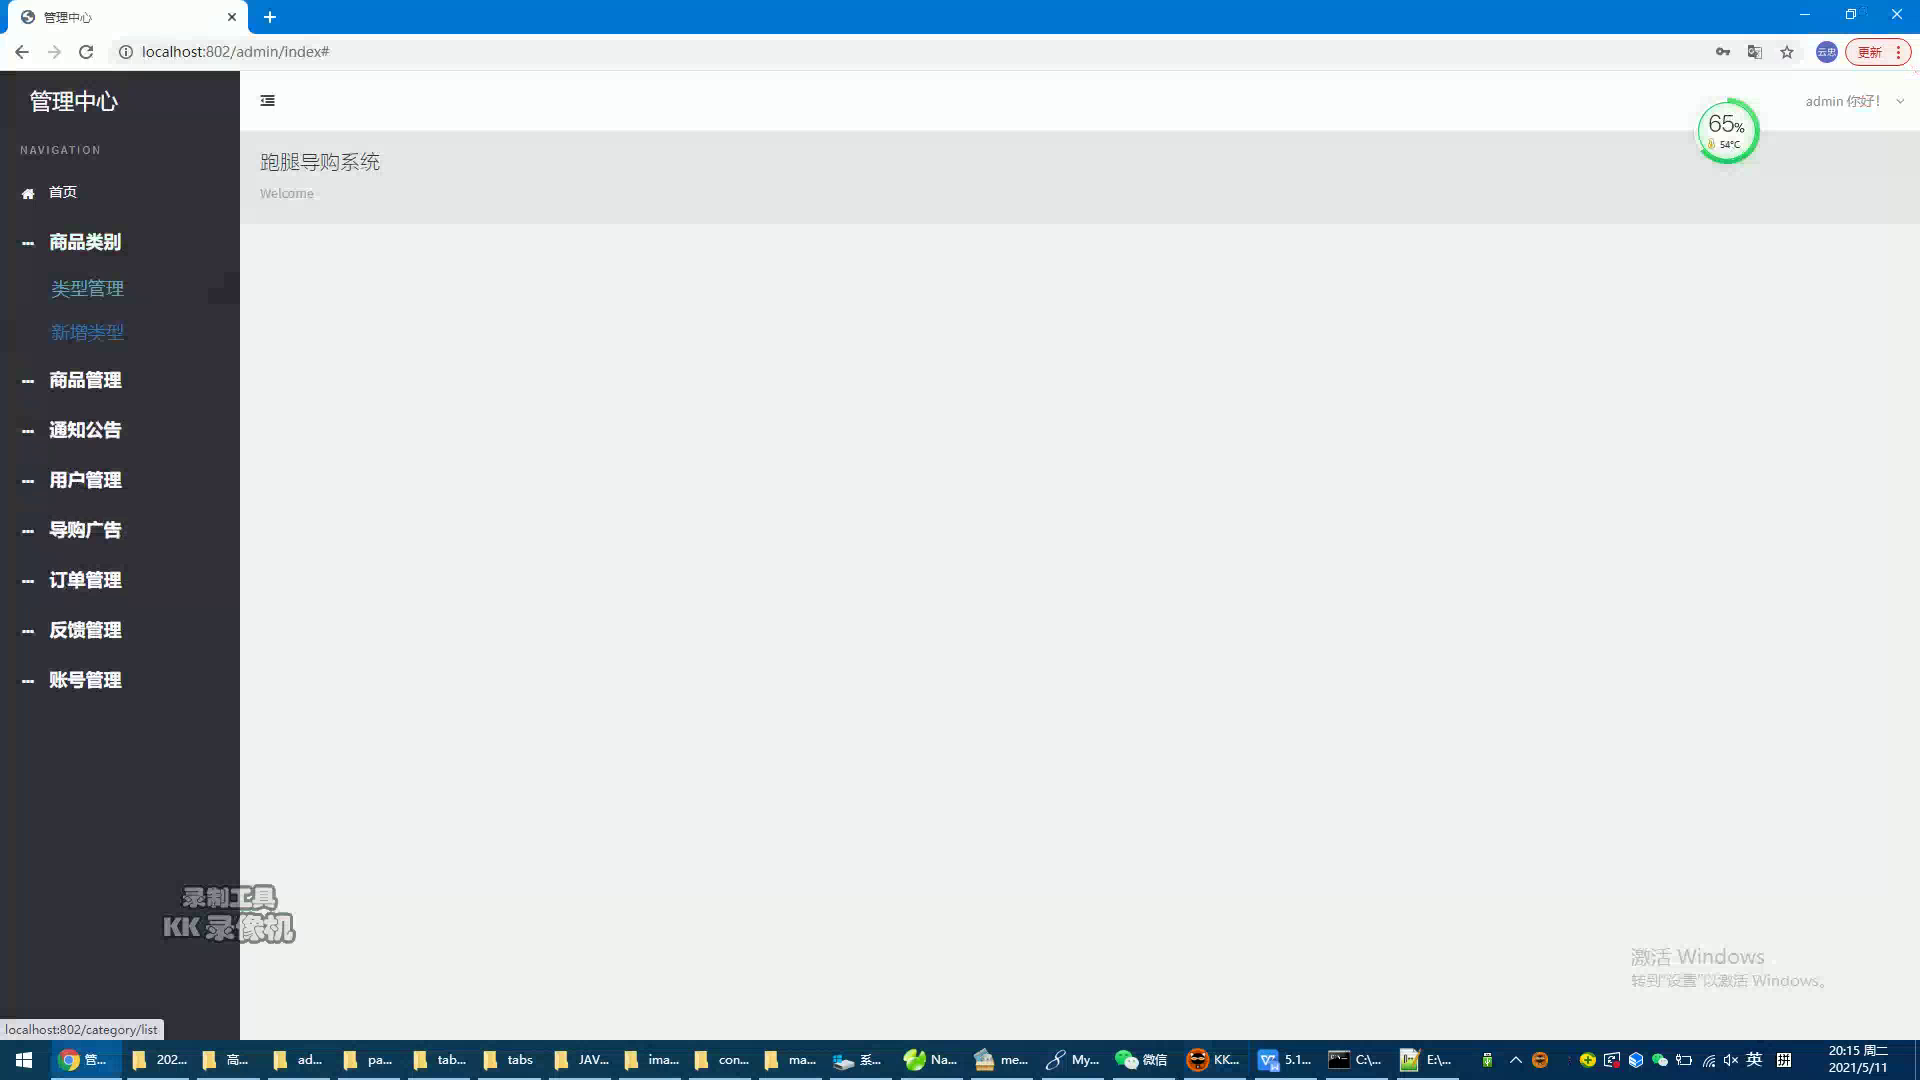 管理中心
localhost:802/admin/index#
更新
管理中心
admin 你好！
65%
54°C
NAVIGATION
跑腿导购系统
Welcome
首页
商品类别
类型管理
新增类型
商品管理
通知公告
用户管理
导购广告
订单管理
反馈管理
账号管理
录制工具
KK 录像机
激活 Windows
转到“设置”以激活 Windows。
localhost:802/category/list
管...
202...
高...
ad...
pa...
tab...
tabs
JAV...
ima...
con...
ma...
系...
Na...
me...
My...
微信
KK...
5.1...
C:\...
E:\...
英
拼
20:15 周二
2021/5/11